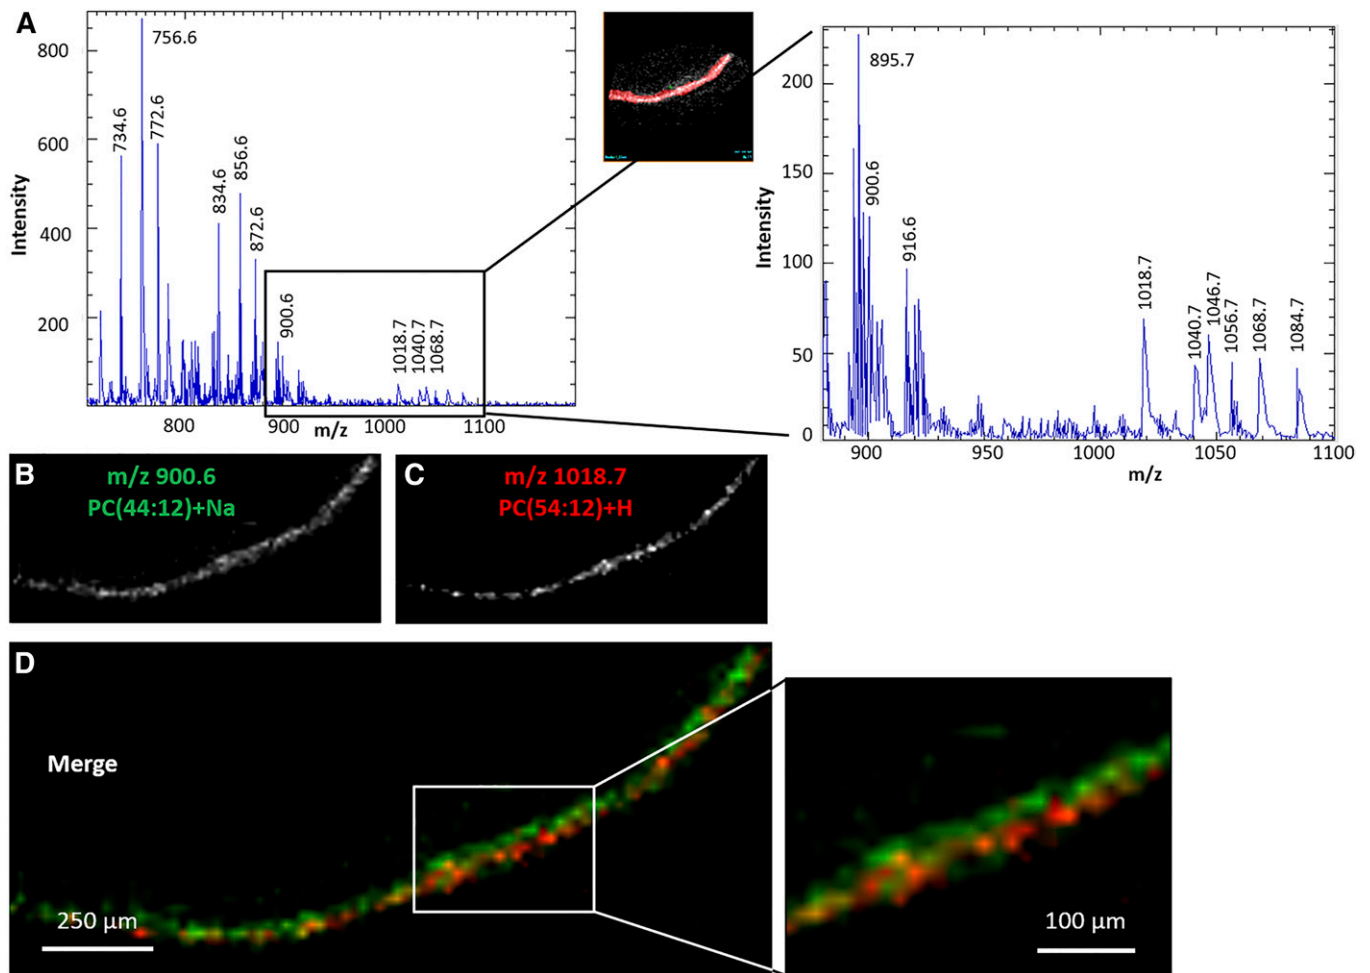 A
Intensity
800
600
400
200
734.6
756.6
772.6
834.6
856.6
872.6
900.6
1018.7
1040.7
1068.7
800
900
1000
1100
m/z
Intensity
200
150
100
50
0
895.7
900.6
916.6
1018.7
1040.7
1046.7
1056.7
1068.7
1084.7
900
950
1000
1050
1100
m/z
B
m/z 900.6
PC(44:12)+Na
C
m/z 1018.7
PC(54:12)+H
D
Merge
250 µm
100 µm